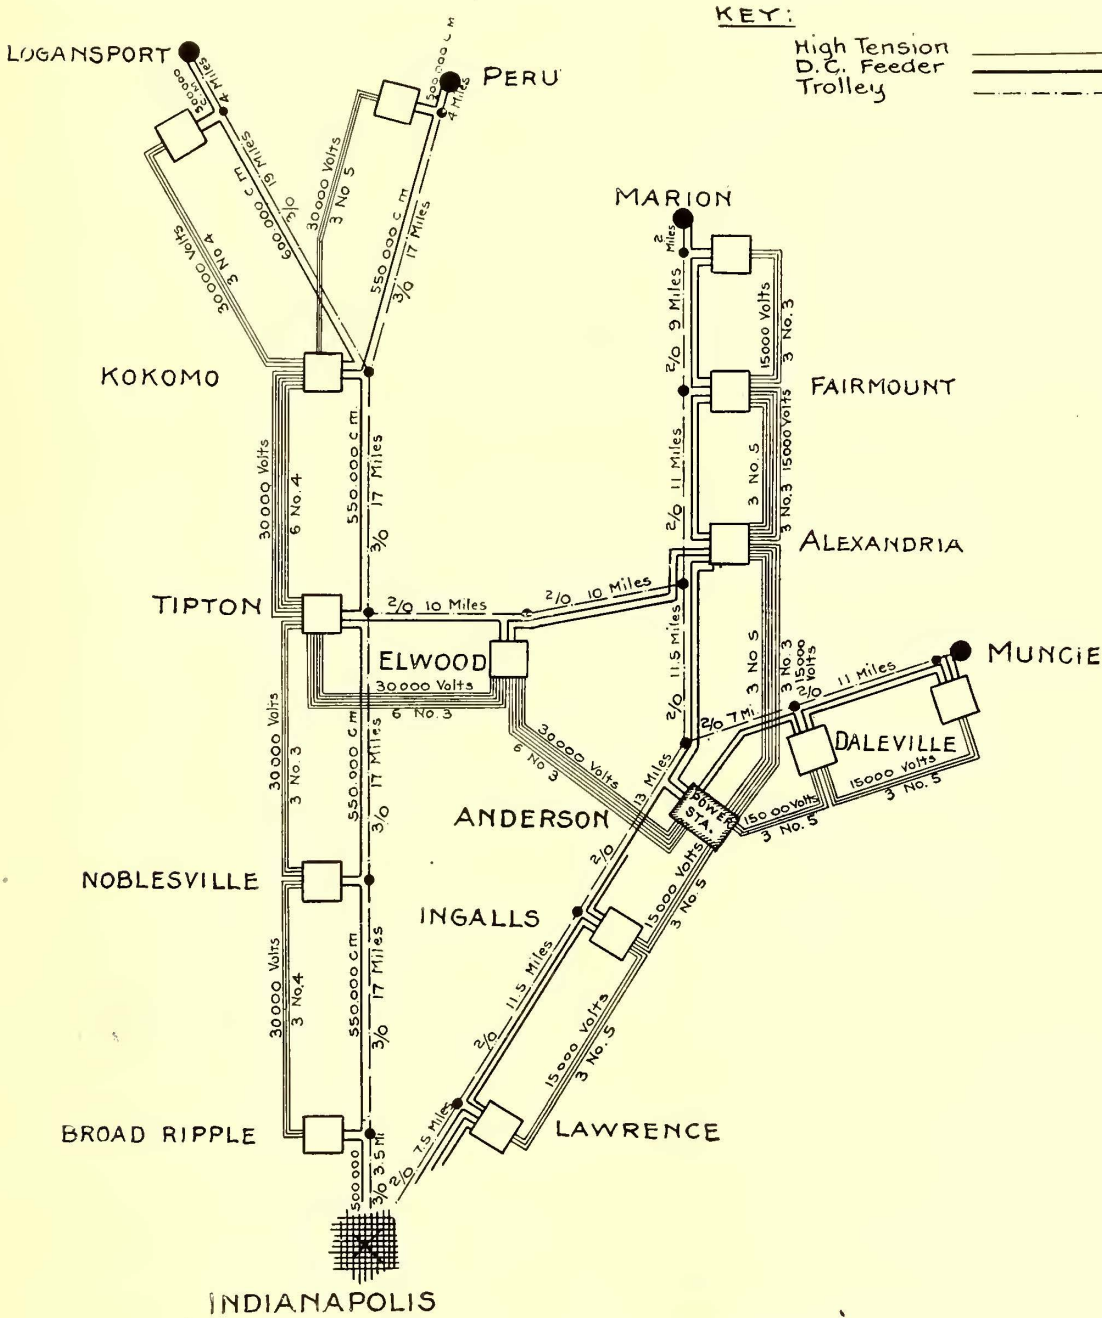 KEY:
High Tension
D.C. Feeder
Trolley
LOGANSPORT
500000
C.M.
4 Miles
500.000 C M
PERU
4 Miles
19 Miles
3/0
600.000 c m
30000 Volts
3 No 4
30000 Volts
3 No 5
550.000 c m
3/0 17 Miles
MARION
2
Miles
2/0 9 Miles
15000 Volts
3 No. 3
KOKOMO
FAIRMOUNT
30000 Volts
6 No. 4
550.000 c m
3/0 17 Miles
2/0 11 Miles
3 No. 5
3 No.3 15000 Volts
ALEXANDRIA
TIPTON
2/0 10 Miles
2/0 10 Miles
ELWOOD
30000 Volts
6 No. 3
2/0 11.5 Miles
3 No 5
3 No. 3
15000
Volts
MUNCIE
2/0 11 Miles
2/0 7 Mi.
DALEVILLE
15000 Volts
3 No. 5
15000 Volts
3 No. 5
30000 Volts
3 No. 3
550.000 c m
3/0 17 Miles
30000 Volts
6 No 3
2/0 13 Miles
ANDERSON
POWER
STA.
NOBLESVILLE
INGALLS
15000 Volts
3 No. 5
30000 Volts
3 No.4
550.000 c m
3/0 17 Miles
2/0 11.5 Miles
15000 Volts
3 No. 5
BROAD RIPPLE
LAWRENCE
500000
3/0 3.5 Mi
2/0 7.5 Miles
INDIANAPOLIS